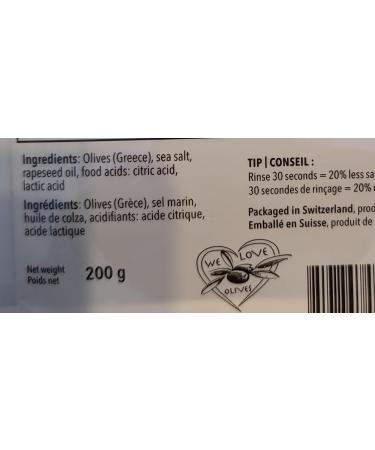 Ingredients: Olives (Greece), sea salt,
rapeseed oil, food acids: citric acid,
lactic acid
Ingrédients: Olives (Grèce), sel marin,
huile de colza, acidifiants: acide citrique,
acide lactique
Net weight
Poids net
200 g
WE LOVE
OLIVES
TIP | CONSEIL :
Rinse 30 seconds = 20% less sa
30 secondes de rinçage = 20%
Packaged in Switzerland, prod
Emballé en Suisse, produit de